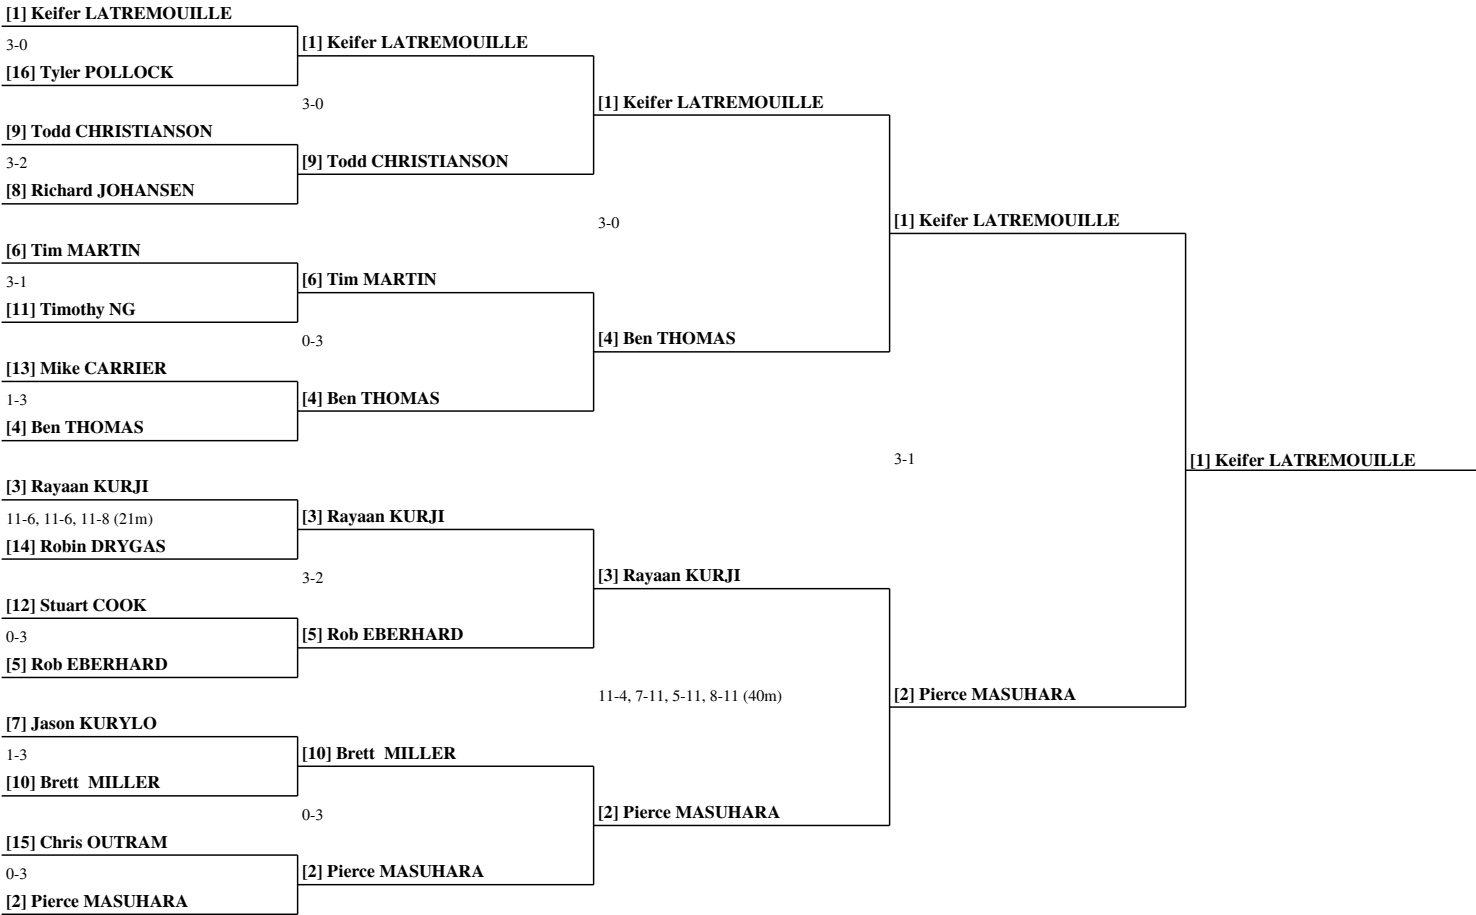 [1] Keifer LATREMOUILLE
3-0
[16] Tyler POLLOCK
[9] Todd CHRISTIANSON
3-2
[8] Richard JOHANSEN
[6] Tim MARTIN
3-1
[11] Timothy NG
[13] Mike CARRIER
1-3
[4] Ben THOMAS
[3] Rayaan KURJI
11-6, 11-6, 11-8 (21m)
[14] Robin DRYGAS
[12] Stuart COOK
0-3
[5] Rob EBERHARD
[7] Jason KURYLO
1-3
[10] Brett  MILLER
[15] Chris OUTRAM
0-3
[2] Pierce MASUHARA
[1] Keifer LATREMOUILLE
3-0
[9] Todd CHRISTIANSON
[6] Tim MARTIN
0-3
[4] Ben THOMAS
[3] Rayaan KURJI
3-2
[5] Rob EBERHARD
[10] Brett  MILLER
0-3
[2] Pierce MASUHARA
[1] Keifer LATREMOUILLE
3-0
[4] Ben THOMAS
[3] Rayaan KURJI
11-4, 7-11, 5-11, 8-11 (40m)
[2] Pierce MASUHARA
[1] Keifer LATREMOUILLE
3-1
[2] Pierce MASUHARA
[1] Keifer LATREMOUILLE